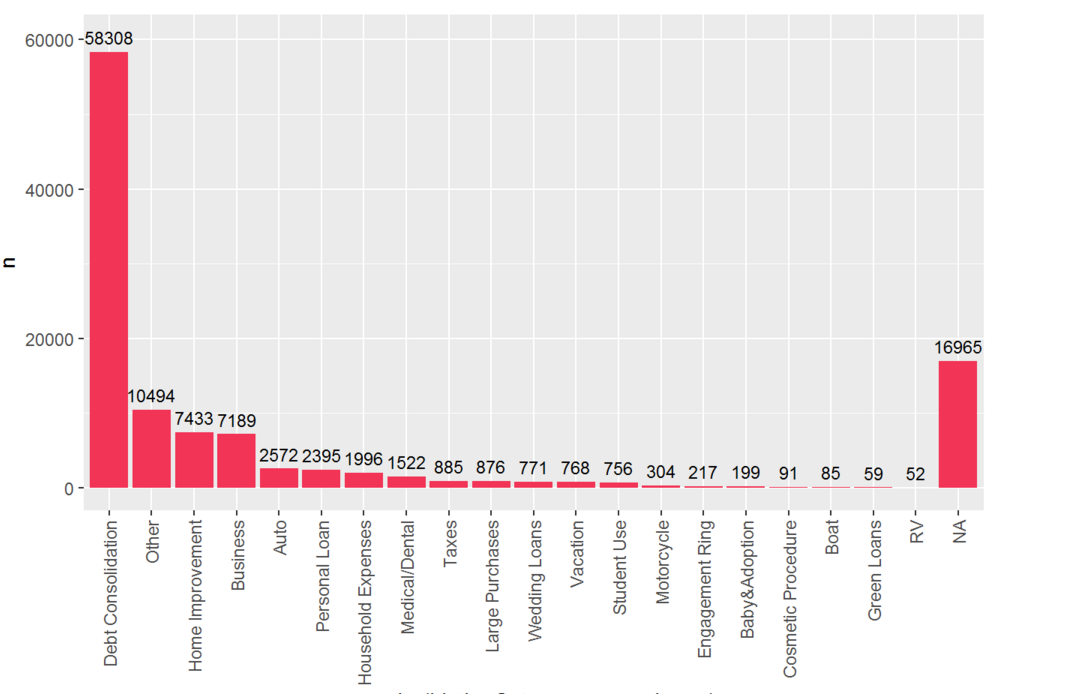 n
60000
40000
20000
0
58308
10494
7433
7189
2572
2395
1996
1522
885
876
771
768
756
304
217
199
91
85
59
52
16965
Debt Consolidation
Other
Home Improvement
Business
Auto
Personal Loan
Household Expenses
Medical/Dental
Taxes
Large Purchases
Wedding Loans
Vacation
Student Use
Motorcycle
Engagement Ring
Baby&Adoption
Cosmetic Procedure
Boat
Green Loans
RV
NA